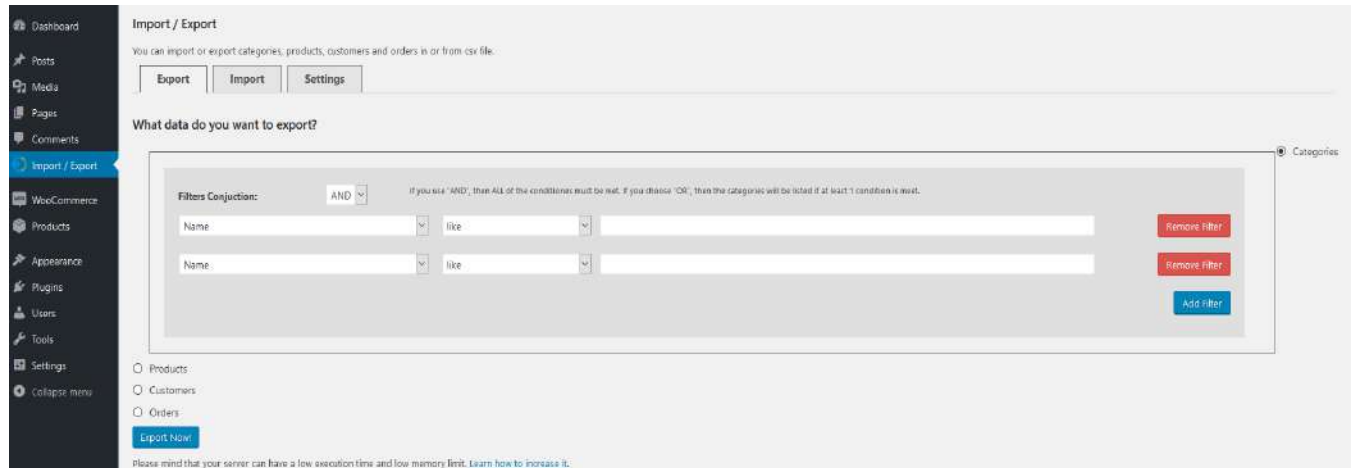 Dashboard
Posts
Media
Pages
Comments
Import / Export
WooCommerce
Products
Appearance
Plugins
Users
Tools
Settings
Collapse menu
Import / Export
You can import or export categories, products, customers and orders in or from csv file.
Export Import Settings
What data do you want to export?
Categories
Filters Conjuction: AND If you use 'AND', then ALL of the conditiones must be met. If you choose 'OR', then the categories will be listed if at least 1 condition is meet.
Name like Remove Filter
Name like Remove Filter
Add Filter
Products
Customers
Orders
Export Now!
Please mind that your server can have a low execution time and low memory limit. Learn how to increase it.